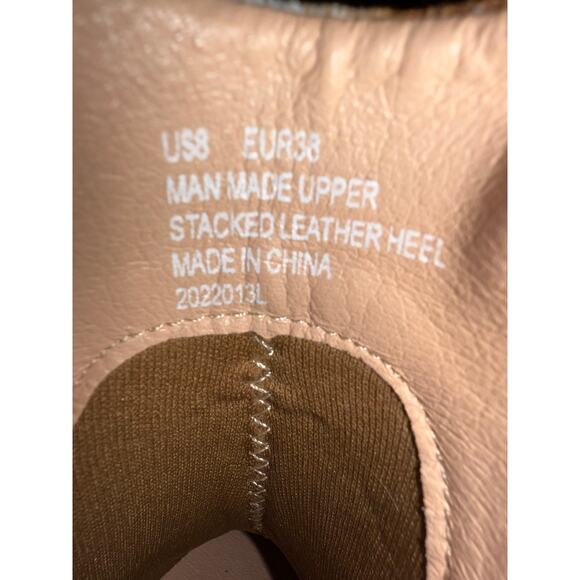 US8 EUR38
MAN MADE UPPER
STACKED LEATHER HEEL
MADE IN CHINA
2022013L